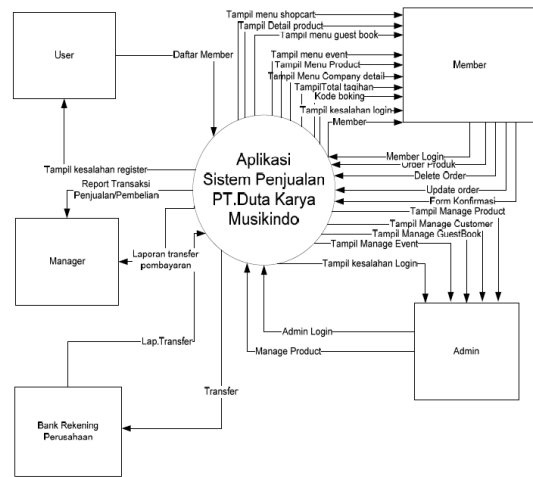 Tampil menu shopcart
Tampil Detail product
Tampil menu guest book
Tampil menu event
Tampil Menu Product
Tampil Menu Company detail
TampilTotal tagihan
Kode boking
Tampil kesalahan login
Member
User
Daftar Member
Member
Aplikasi
Sistem Penjualan
PT.Duta Karya
Musikindo
Member Login
Order Produk
Delete Order
Update order
Form Konfirmasi
Tampil Manage Product
Tampil Manage Customer
Tampil Manage GuestBook
Tampil Manage Event
Tampil kesalahan Login
Tampil kesalahan register
Report Transaksi
Penjualan/Pembelian
Manager
Laporan transfer
pombayaran
Admin Login
Manage Product
Admin
Lap.Transfer
Transfer
Bank Rekening
Perusahaan